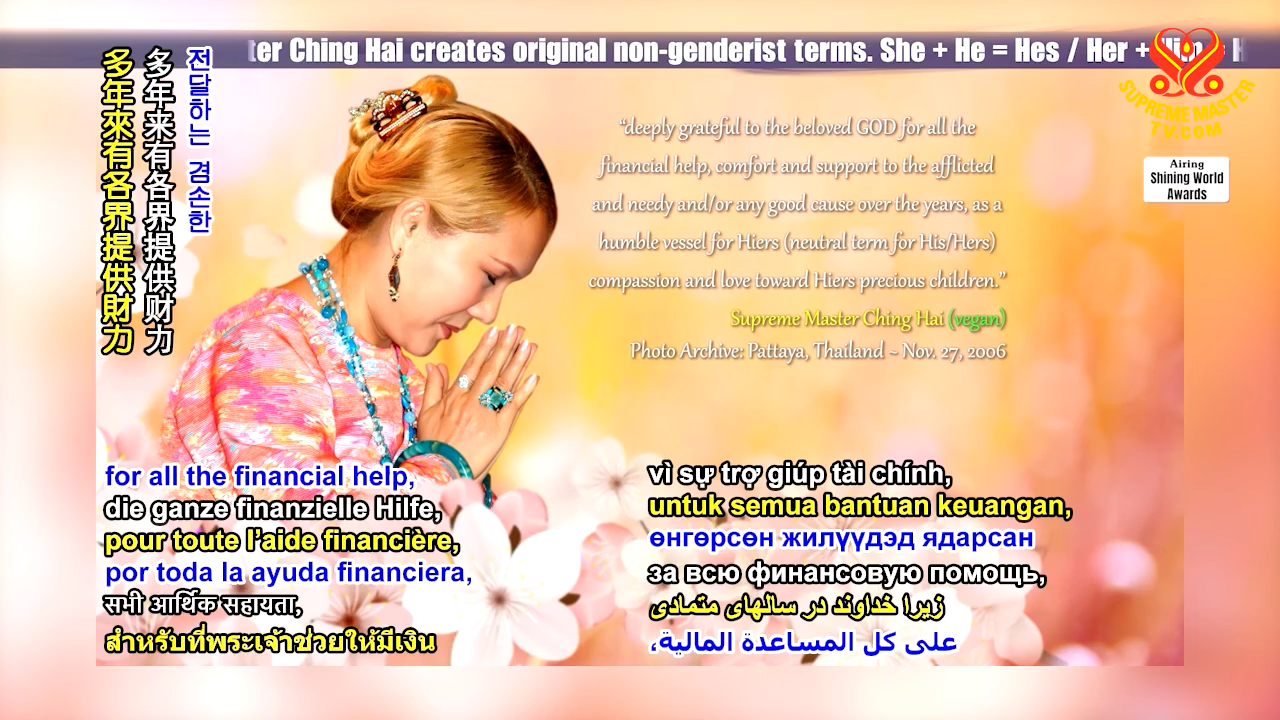 ter Ching Hai creates original non-genderist terms. She + He = Hes / Her + Him = H
SUPREME MASTER
TV.COM
Airing
Shining World
Awards
전달하는 겸손한
多年来有各界提供财力
多年來有各界提供財力
“deeply grateful to the beloved GOD for all the
financial help, comfort and support to the afflicted
and needy and/or any good cause over the years, as a
humble vessel for Hiers (neutral term for His/Hers)
compassion and love toward Hiers precious children.”
Supreme Master Ching Hai (vegan)
Photo Archive: Pattaya, Thailand ~ Nov. 27, 2006
for all the financial help,
die ganze finanzielle Hilfe,
pour toute l’aide financière,
por toda la ayuda financiera,
सभी आर्थिक सहायता,
สำหรับที่พระเจ้าช่วยให้มีเงิน
vì sự trợ giúp tài chính,
untuk semua bantuan keuangan,
өнгөрсөн жилүүдэд ядарсан
за всю финансовую помощь,
زیرا خداوند در سالهای متمادی
على كل المساعدة المالية،